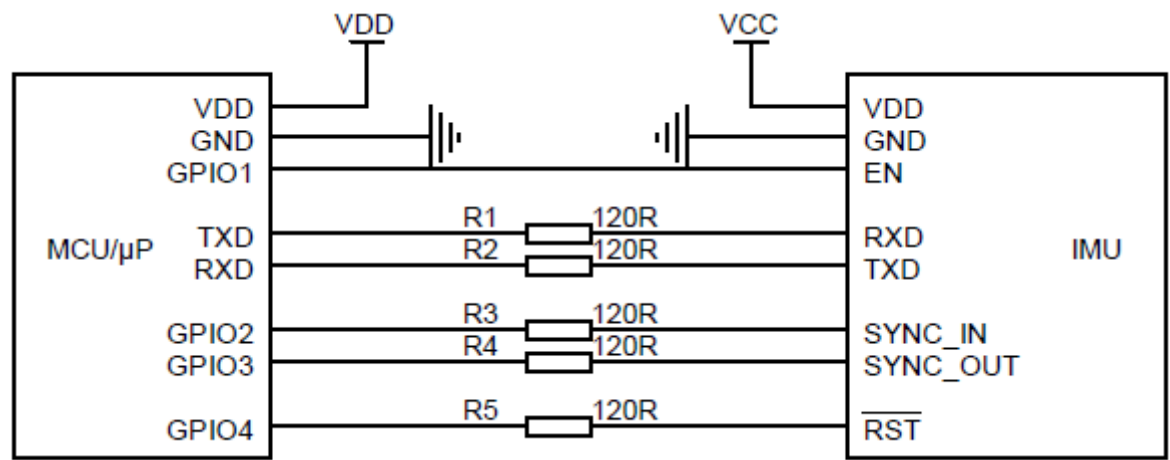 VDD VCC
VDD VDD
GND GND
GPIO1 EN
R1 120R
TXD RXD
MCU/μP R2 120R IMU
RXD TXD
R3 120R
GPIO2 SYNC_IN
R4 120R
GPIO3 SYNC_OUT
R5 120R
GPIO4 RST